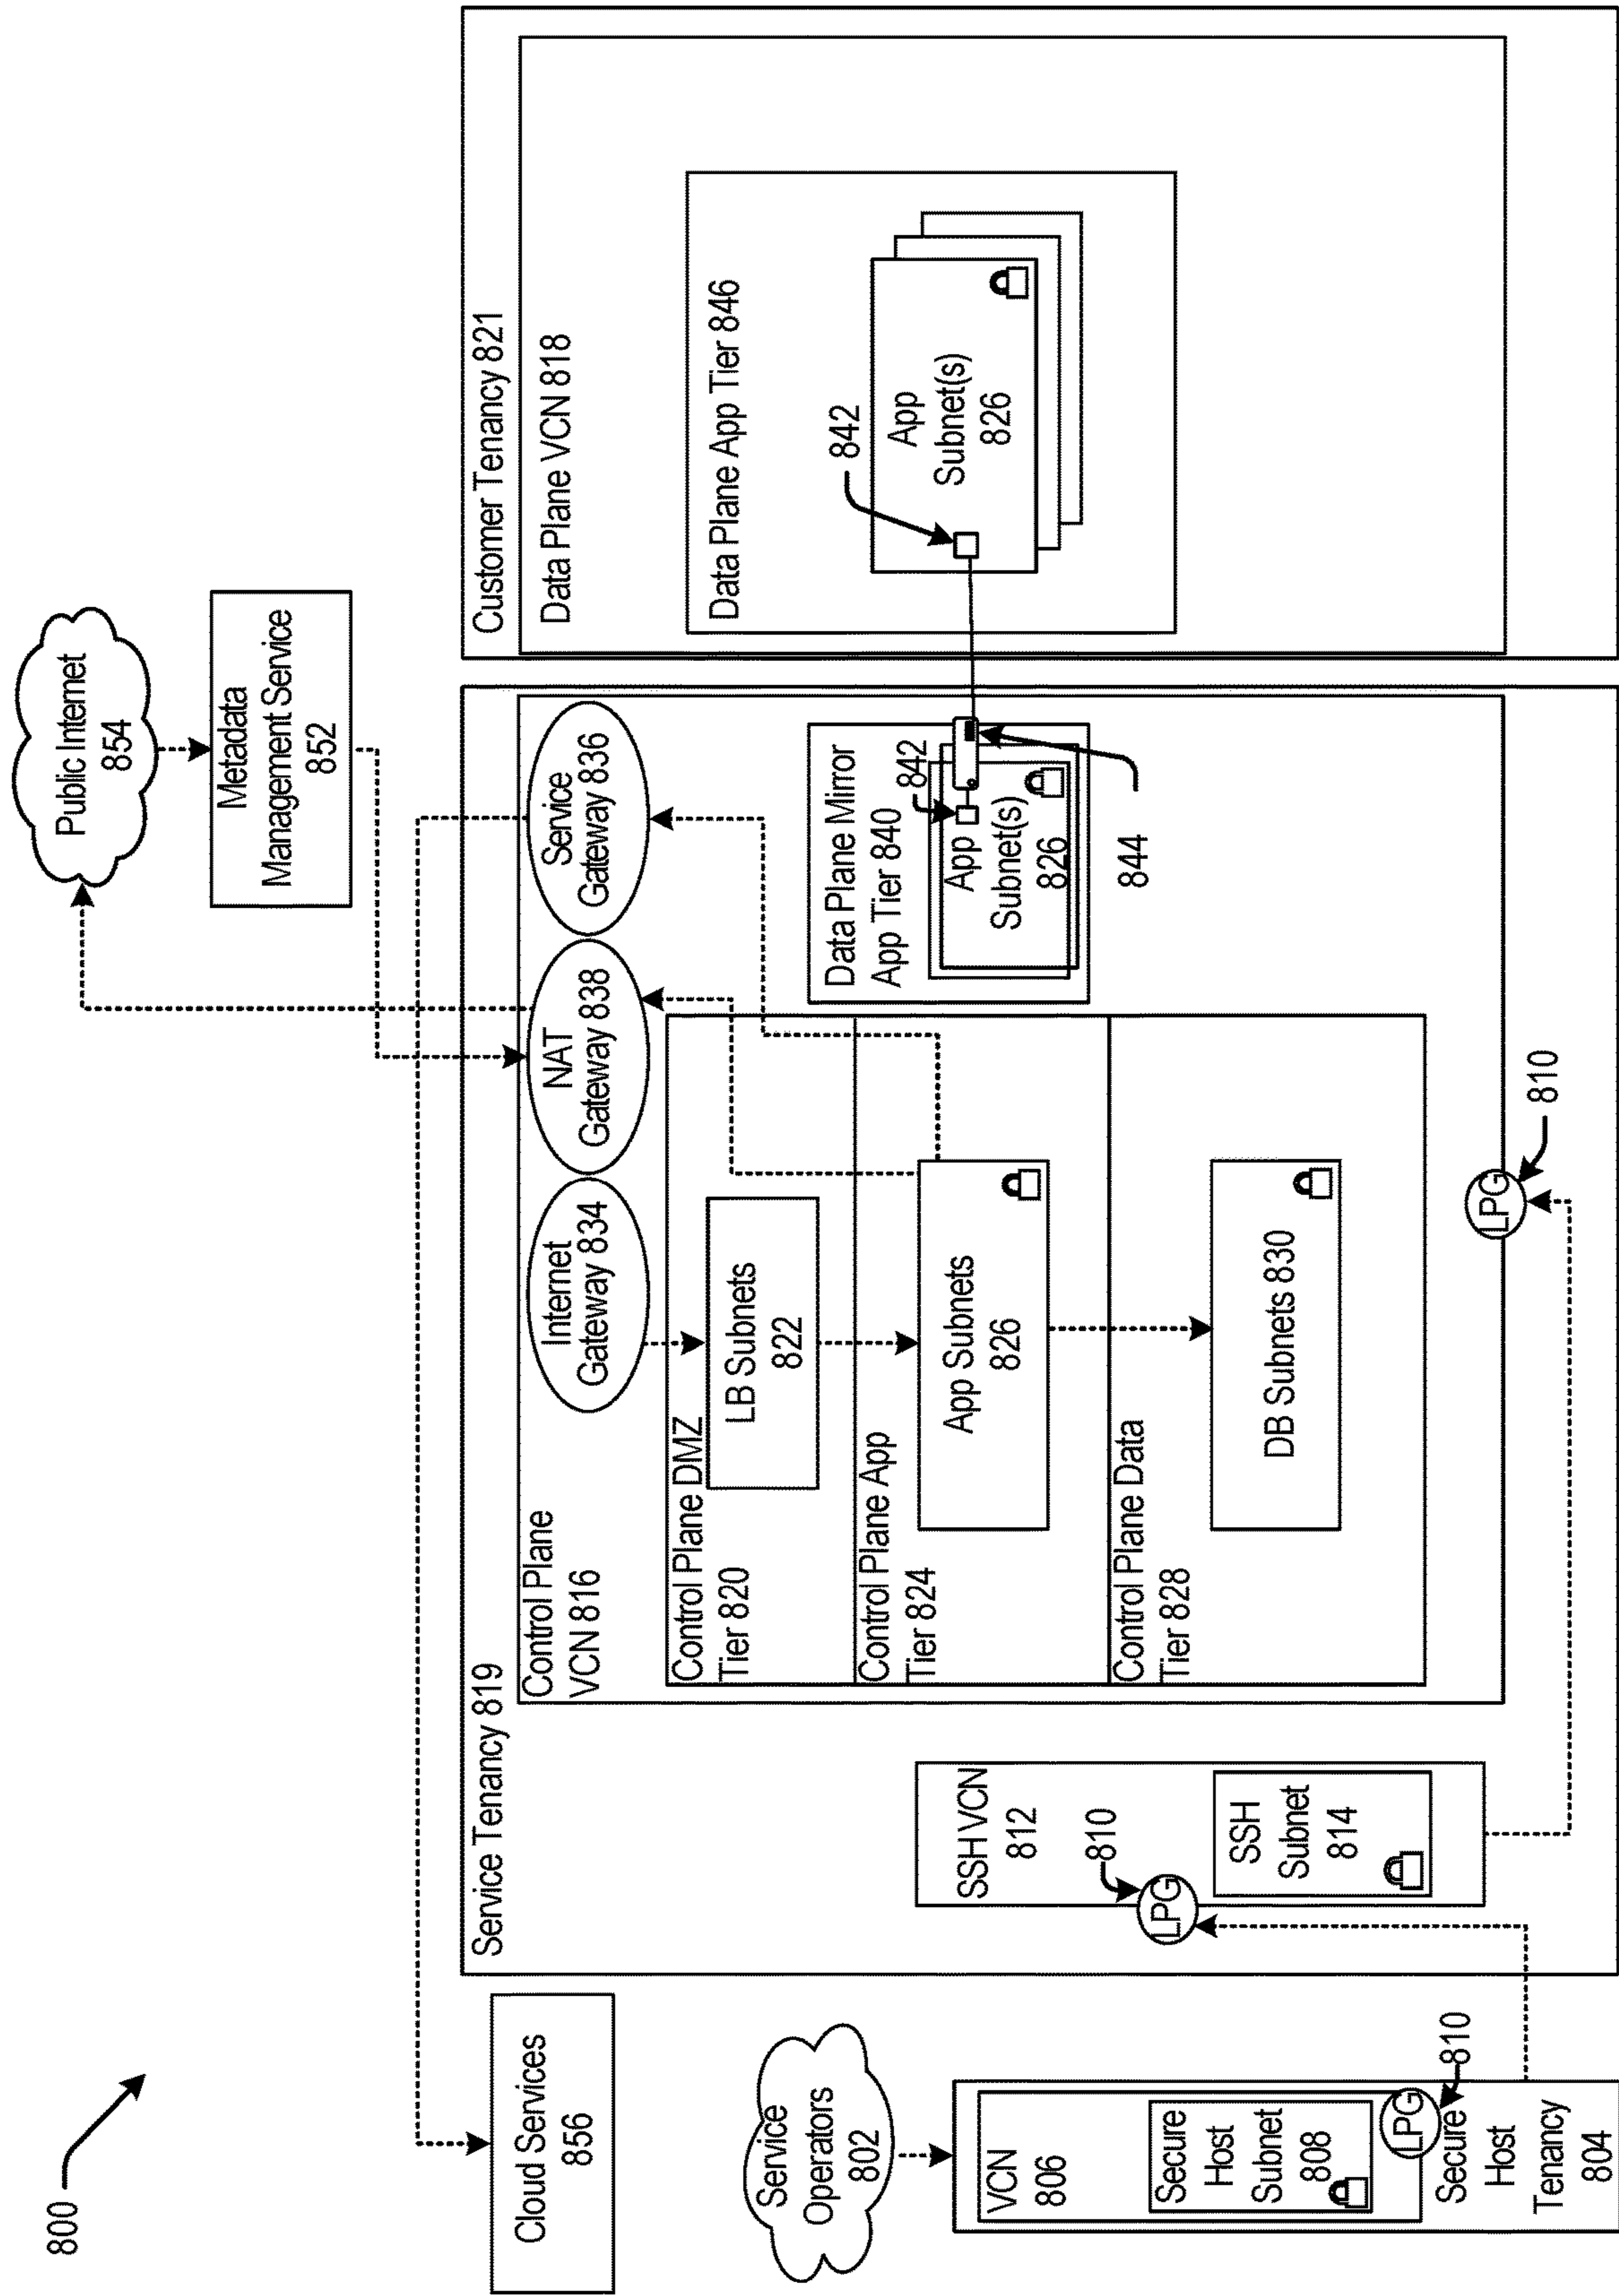 800
Public Internet
854
Metadata
Management Service
852
Cloud Services
856
Service
Operators
802
VCN
806
Secure
Host
Subnet
808
LPG
810
Secure
Host
Tenancy
804
Service Tenancy 819
SSH VCN
812
810
LPG
SSH
Subnet
814
Control Plane
VCN 816
Internet
Gateway 834
NAT
Gateway 838
Service
Gateway 836
Control Plane DMZ
Tier 820
LB Subnets
822
Control Plane App
Tier 824
App Subnets
826
Control Plane Data
Tier 828
DB Subnets 830
LPG
810
Data Plane Mirror
App Tier 840
842
App
Subnet(s)
826
844
Customer Tenancy 821
Data Plane VCN 818
Data Plane App Tier 846
842
App
Subnet(s)
826